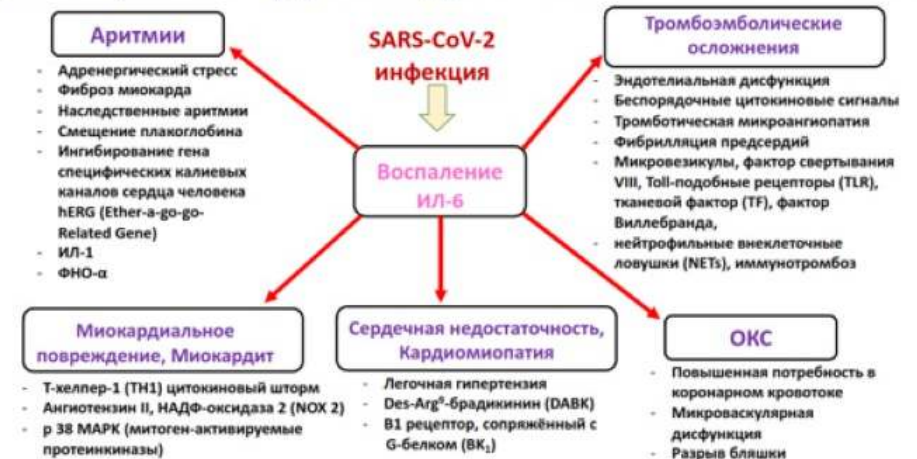 SARS-CoV-2
инфекция
Воспаление
ИЛ-6
Аритмии
- Адренергический стресс
- Фиброз миокарда
- Наследственные аритмии
- Смещение плакоглобина
- Ингибирование гена
специфических калиевых
каналов сердца человека
hERG (Ether-a-go-go-
Related Gene)
- ИЛ-1
- ФНО-α
Тромбоэмболические
осложнения
- Эндотелиальная дисфункция
- Беспорядочные цитокиновые сигналы
- Тромботическая микроангиопатия
- Фибрилляция предсердий
- Микровезикулы, фактор свертывания
VIII, Toll-подобные рецепторы (TLR),
тканевой фактор (TF), фактор
Виллебранда,
- нейтрофильные внеклеточные
ловушки (NETs), иммунотромбоз
Миокардиальное
повреждение, Миокардит
- Т-хелпер-1 (TH1) цитокиновый шторм
- Ангиотензин II, НАДФ-оксидаза 2 (NOX 2)
- p 38 МАРК (митоген-активируемые
протеинкиназы)
Сердечная недостаточность,
Кардиомиопатия
- Легочная гипертензия
- Des-Arg⁹-брадикинин (DABK)
- B1 рецептор, сопряжённый с
G-белком (BK₁)
ОКС
- Повышенная потребность в
коронарном кровотоке
- Микроваскулярная
дисфункция
- Разрыв бляшки